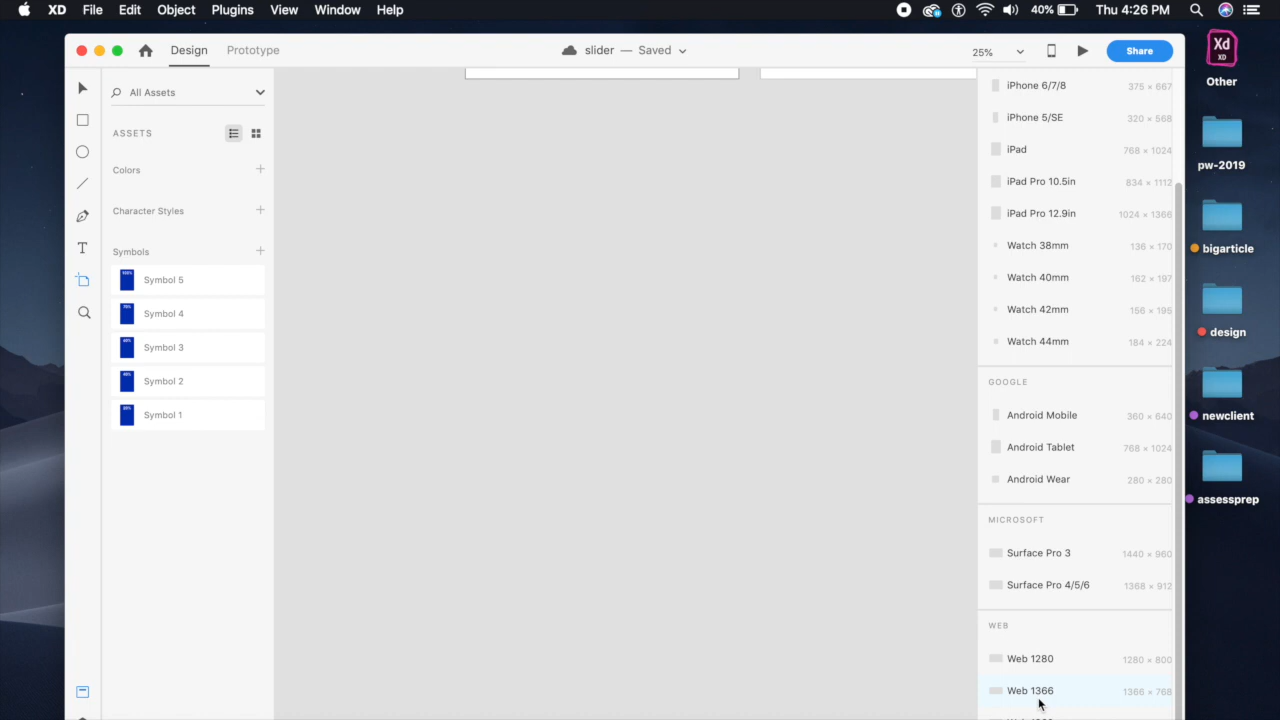 XD File Edit Object Plugins View Window Help 40% Thu 4:26 PM
Design Prototype slider — Saved 25% Share
All Assets
ASSETS
Colors
Character Styles
Symbols
100% Symbol 5
Symbol 4
Symbol 3
Symbol 2
Symbol 1
iPhone 6/7/8 375 × 667
iPhone 5/SE 320 × 568
iPad 768 × 1024
iPad Pro 10.5in 834 × 1112
iPad Pro 12.9in 1024 × 1366
Watch 38mm 136 × 170
Watch 40mm 162 × 197
Watch 42mm 156 × 195
Watch 44mm 184 × 224
GOOGLE
Android Mobile 360 × 640
Android Tablet 768 × 1024
Android Wear 280 × 280
MICROSOFT
Surface Pro 3 1440 × 960
Surface Pro 4/5/6 1368 × 912
WEB
Web 1280 1280 × 800
Web 1366 1366 × 768
Xd
XD
Other
pw-2019
bigarticle
design
newclient
assessprep